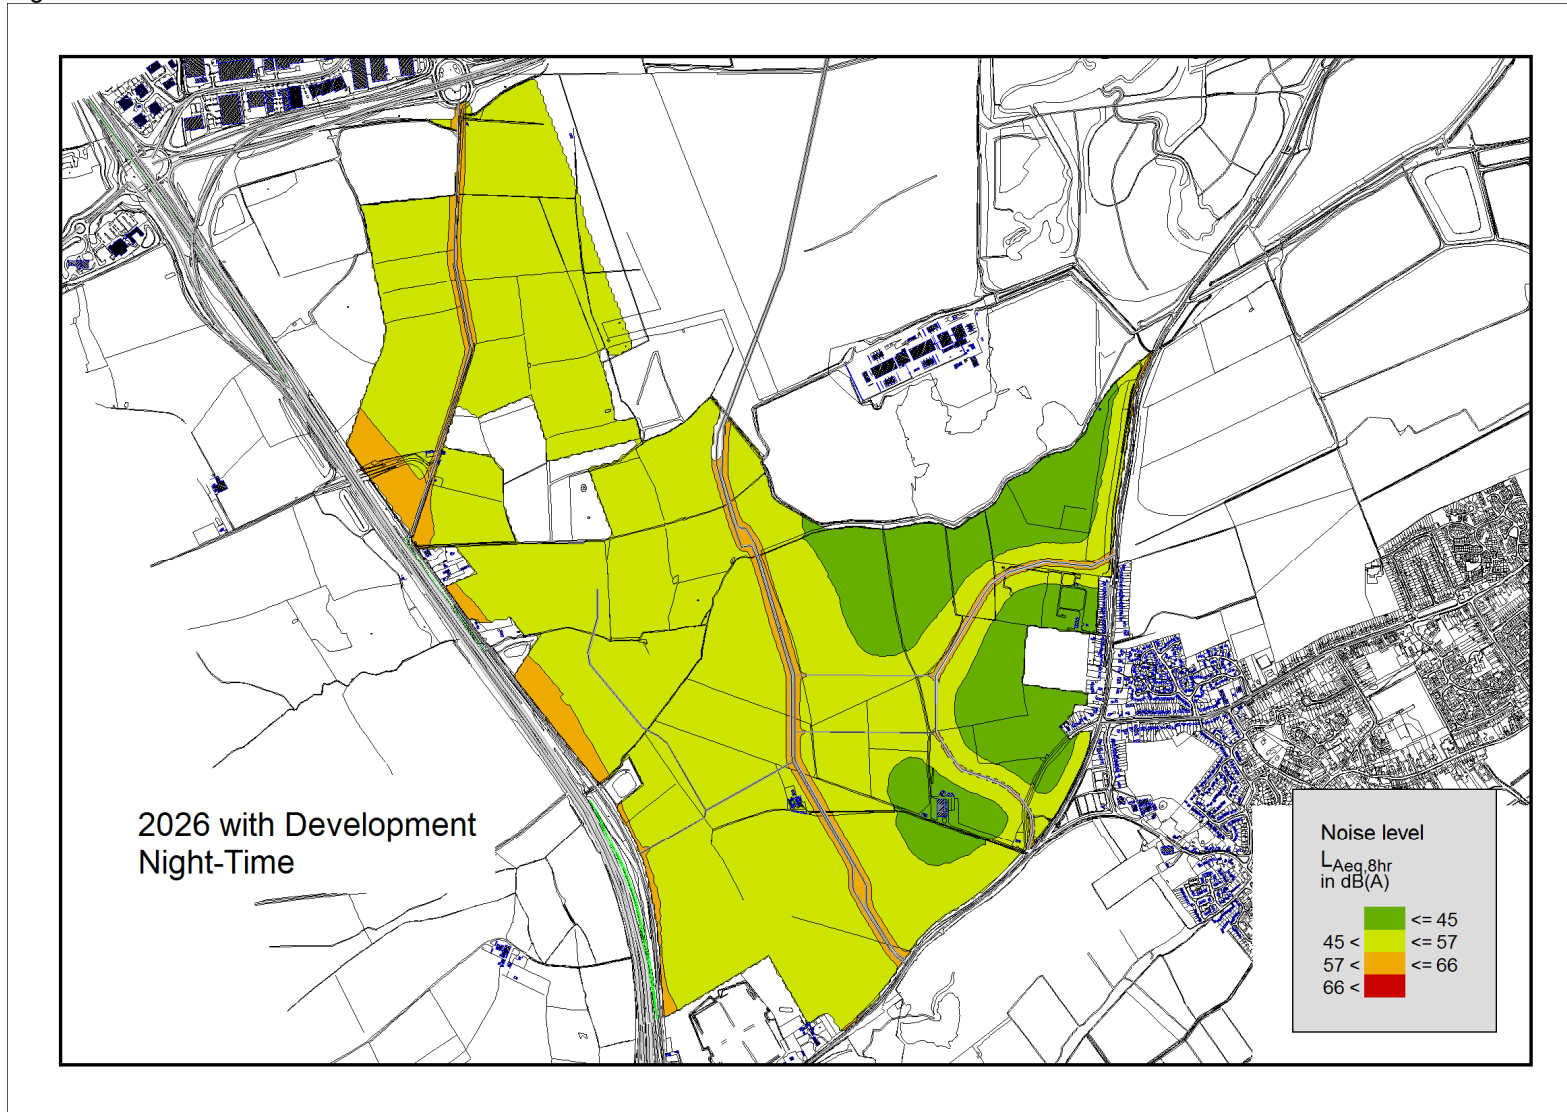 2026 with Development
Night-Time
Noise level
LAeq,8hr
in dB(A)
<= 45
45 < <= 57
57 < <= 66
66 <